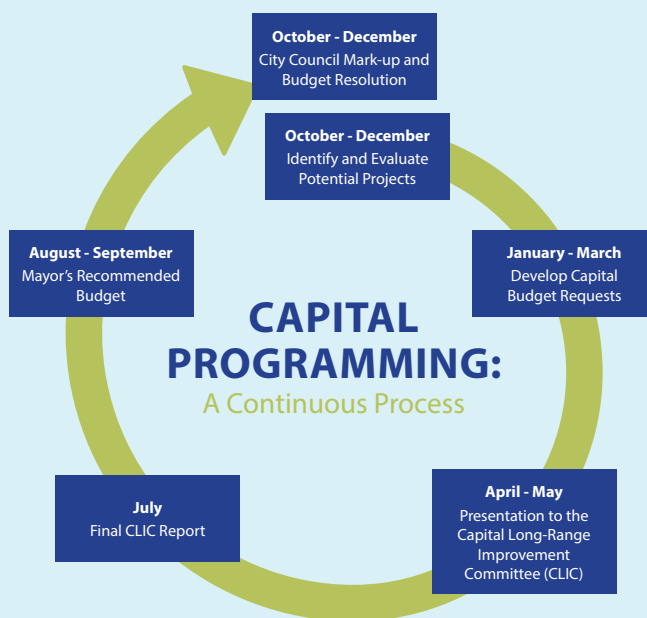 October - December
City Council Mark-up and
Budget Resolution
October - December
Identify and Evaluate
Potential Projects
January - March
Develop Capital
Budget Requests
April - May
Presentation to the
Capital Long-Range
Improvement
Committee (CLIC)
July
Final CLIC Report
August - September
Mayor’s Recommended
Budget
CAPITAL
PROGRAMMING:
A Continuous Process